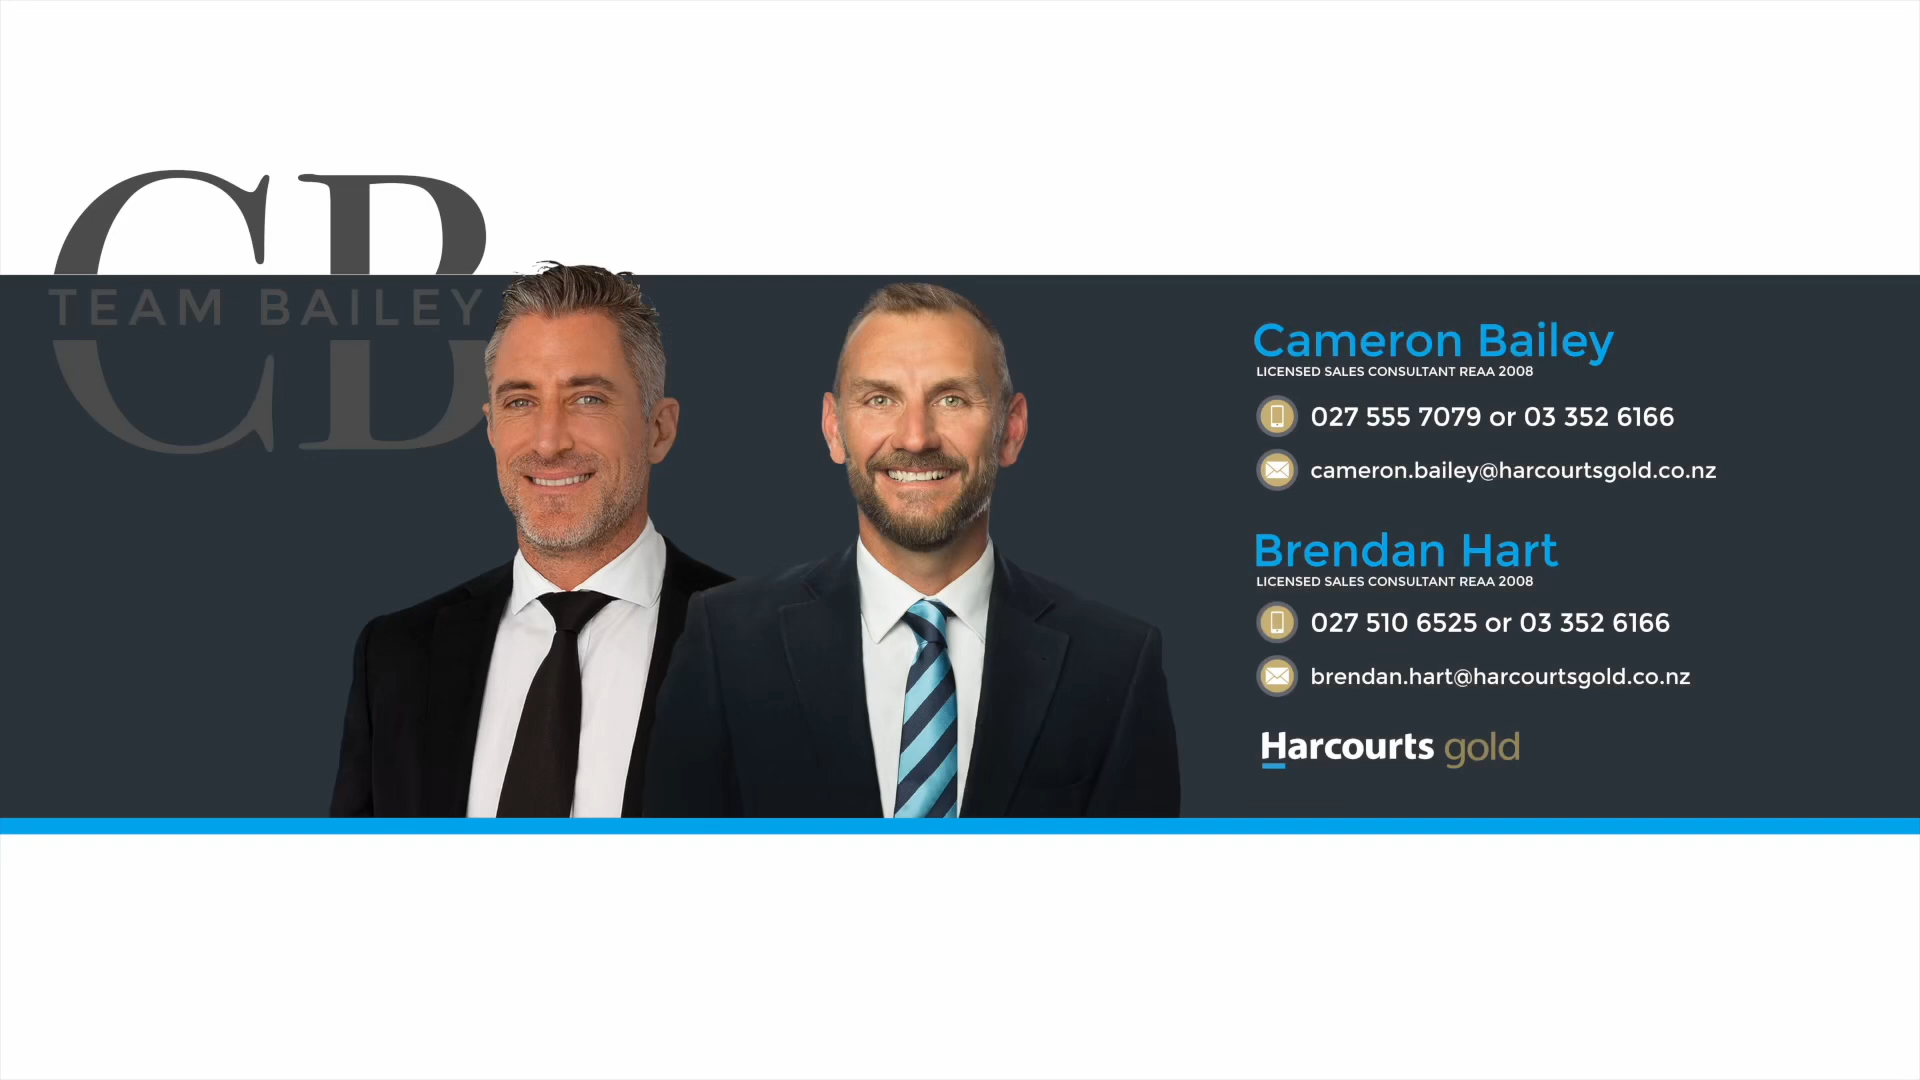 CB
TEAM BAILEY
Cameron Bailey
LICENSED SALES CONSULTANT REAA 2008
027 555 7079 or 03 352 6166
cameron.bailey@harcourtsgold.co.nz
Brendan Hart
LICENSED SALES CONSULTANT REAA 2008
027 510 6525 or 03 352 6166
brendan.hart@harcourtsgold.co.nz
Harcourts gold